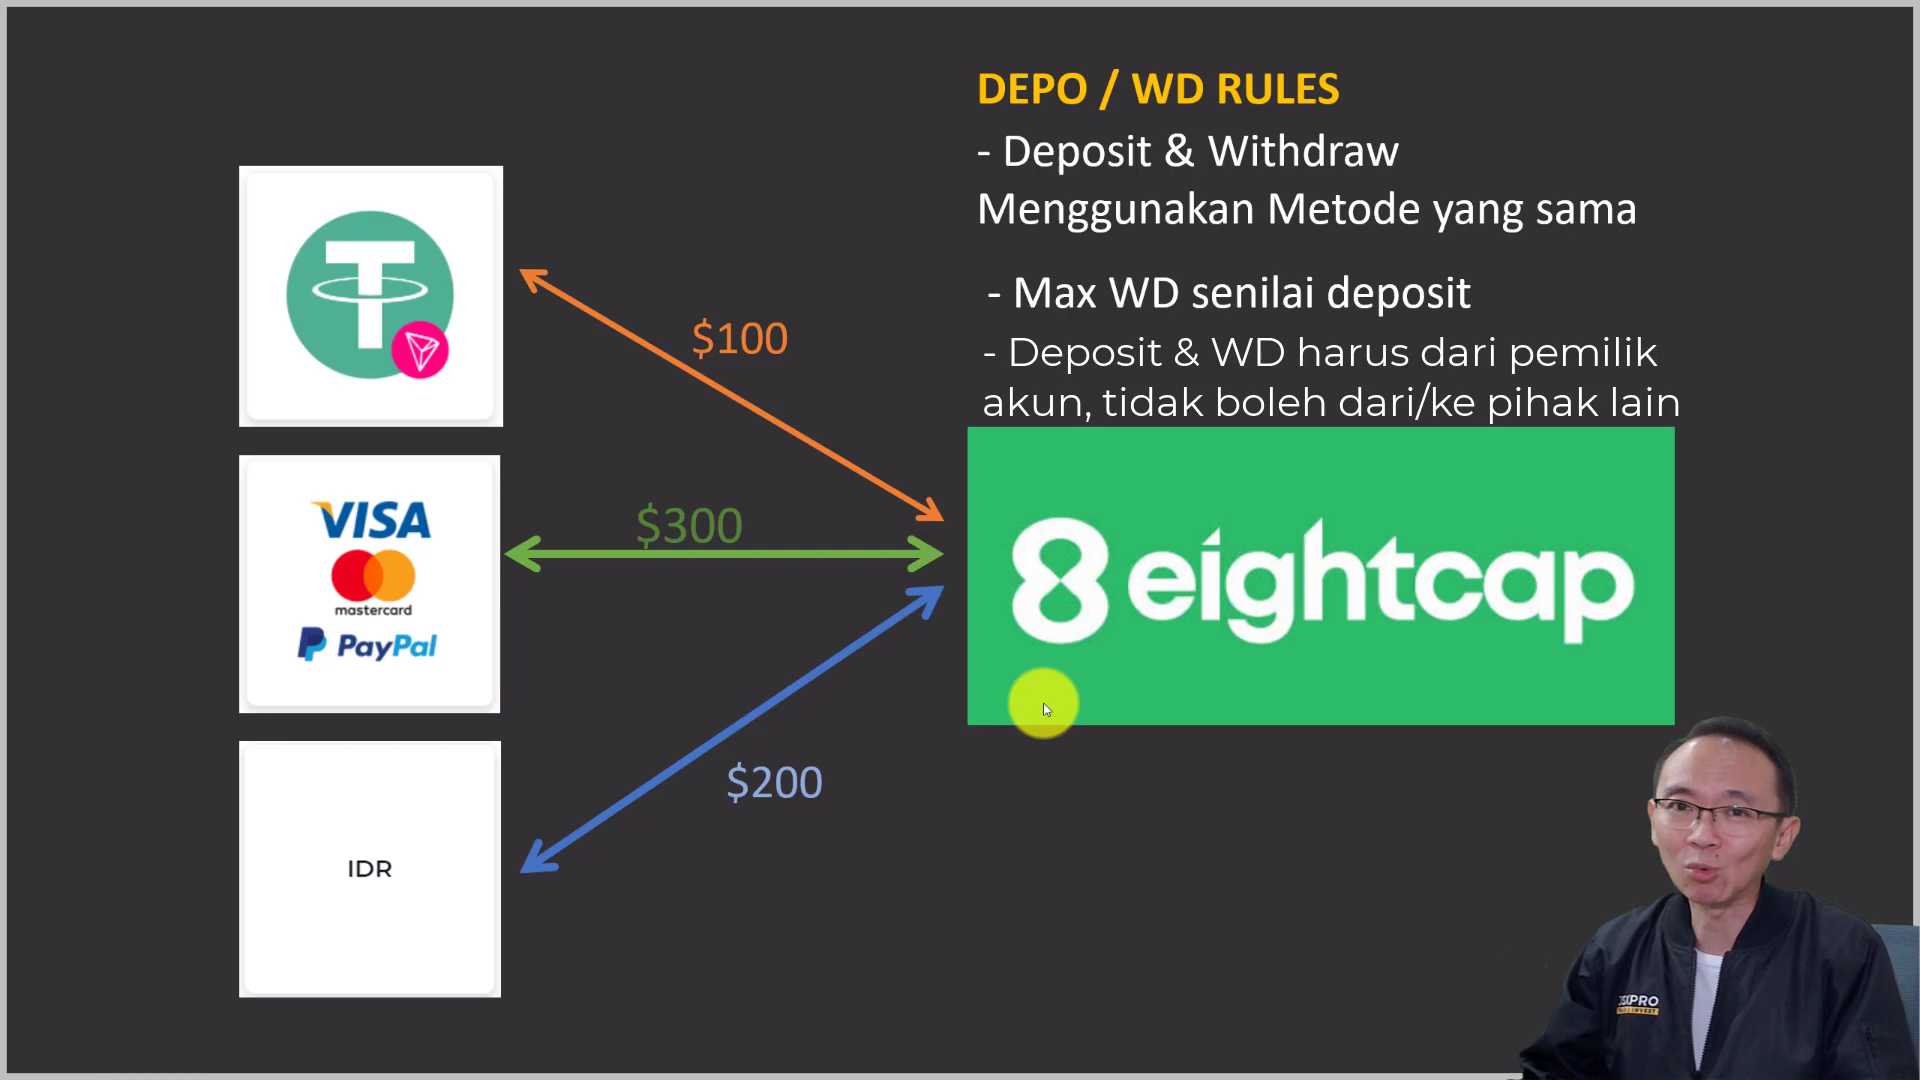 DEPO / WD RULES
- Deposit & Withdraw
Menggunakan Metode yang sama
- Max WD senilai deposit
- Deposit & WD harus dari pemilik
akun, tidak boleh dari/ke pihak lain
$100
VISA
mastercard
PayPal
$300
8 eightcap
$200
IDR